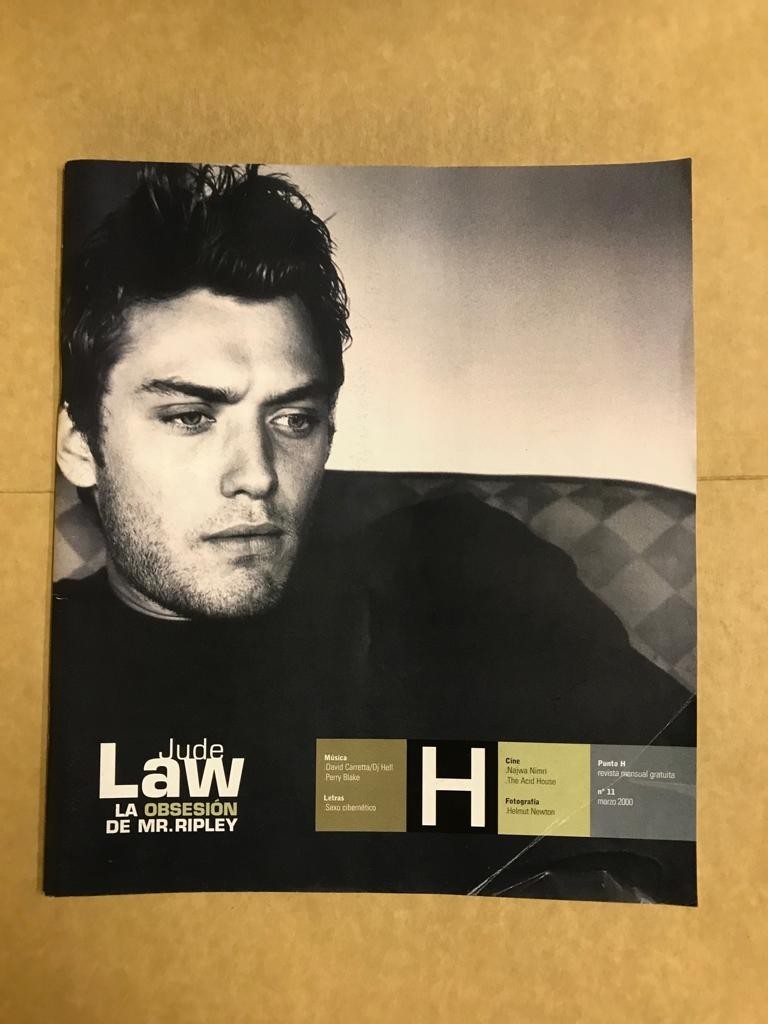 Jude
Law
LA OBSESIÓN
DE MR.RIPLEY
Música
.David Carretta/Dj Hell
.Perry Blake
Letras
.Sexo cibernético
H
Cine
.Najwa Nimri
.The Acid House
Fotografía
.Helmut Newton
Punto H
revista mensual gratuita
nº 11
marzo 2000